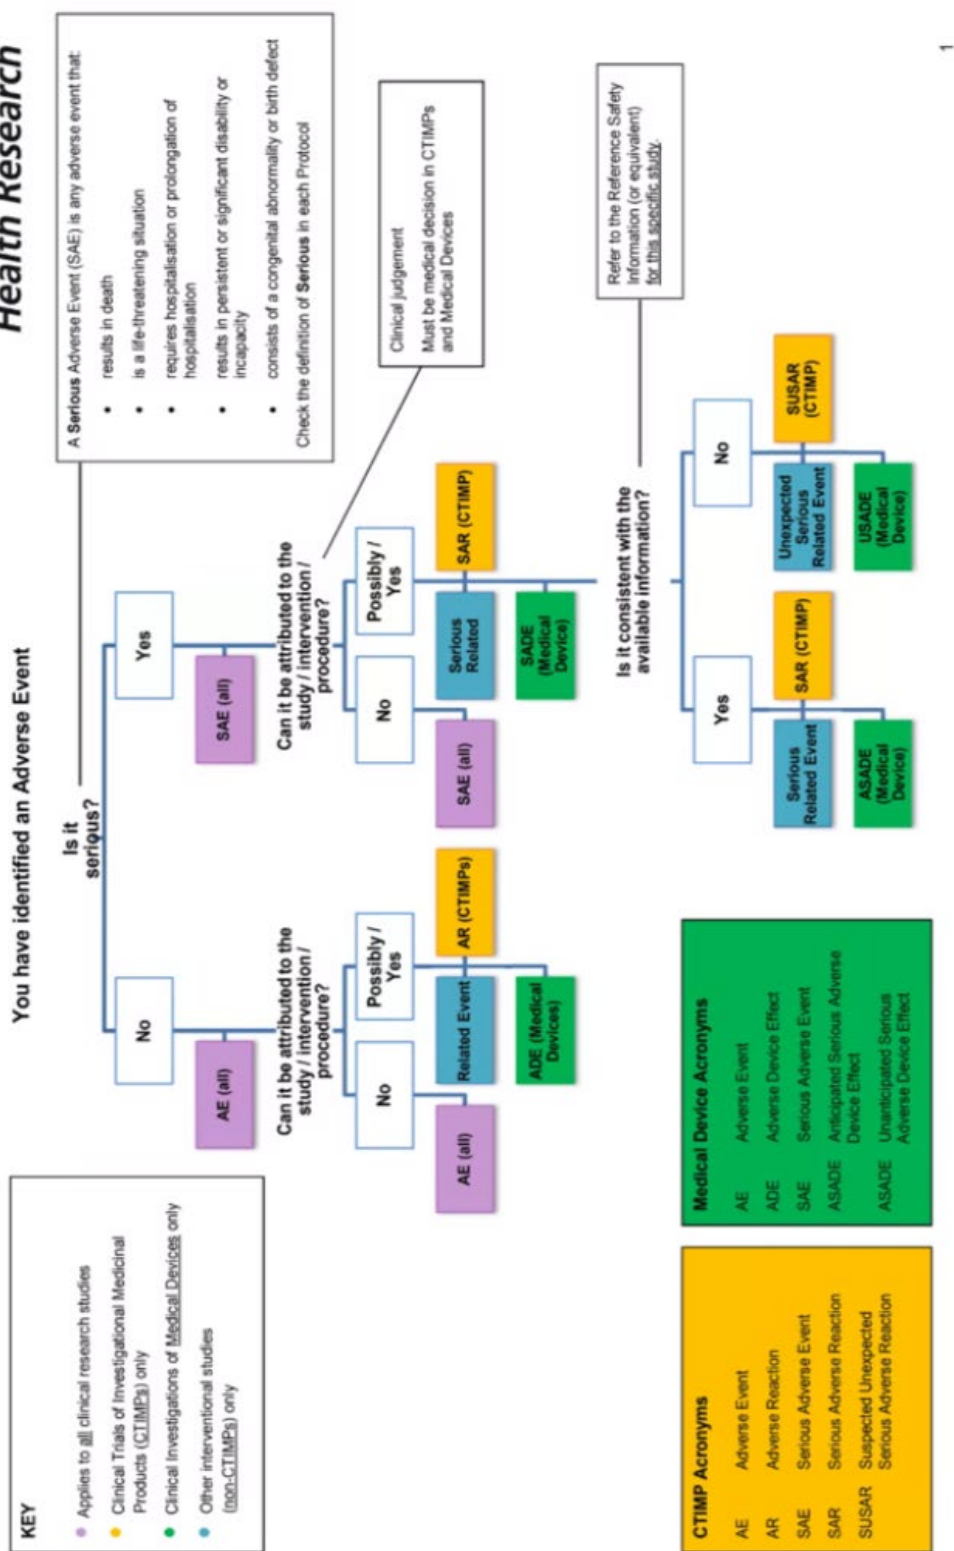 Health Research
You have identified an Adverse Event
KEY
Applies to all clinical research studies
Clinical Trials of Investigational Medicinal
Products (CTIMPs) only
Clinical Investigations of Medical Devices only
Other interventional studies
(non-CTIMPs) only
Is it
serious?
A Serious Adverse Event (SAE) is any adverse event that:
• results in death
• is a life-threatening situation
• requires hospitalisation or prolongation of
hospitalisation
• results in persistent or significant disability or
incapacity
• consists of a congenital abnormality or birth defect
Check the definition of Serious in each Protocol
No
Yes
AE (all)
SAE (all)
Can it be attributed to the
study / intervention /
procedure?
Can it be attributed to the
study / intervention /
procedure?
Clinical judgement
Must be medical decision in CTIMPs
and Medical Devices
No
Possibly /
Yes
No
Possibly /
Yes
AE (all)
Related Event
AR (CTIMPs)
SAE (all)
Serious
Related
SAR (CTIMP)
ADE (Medical
Devices)
SADE
(Medical
Device)
Is it consistent with the
available information?
Refer to the Reference Safety
Information (or equivalent)
for this specific study.
Yes
No
Serious
Related Event
SAR (CTIMP)
Unexpected
Serious
Related Event
SUSAR
(CTIMP)
ASADE
(Medical
Device)
USADE
(Medical
Device)
CTIMP Acronyms
AE Adverse Event
AR Adverse Reaction
SAE Serious Adverse Event
SAR Serious Adverse Reaction
SUSAR Suspected Unexpected
Serious Adverse Reaction
Medical Device Acronyms
AE Adverse Event
ADE Adverse Device Effect
SAE Serious Adverse Event
ASADE Anticipated Serious Adverse
Device Effect
ASADE Unanticipated Serious
Adverse Device Effect
1